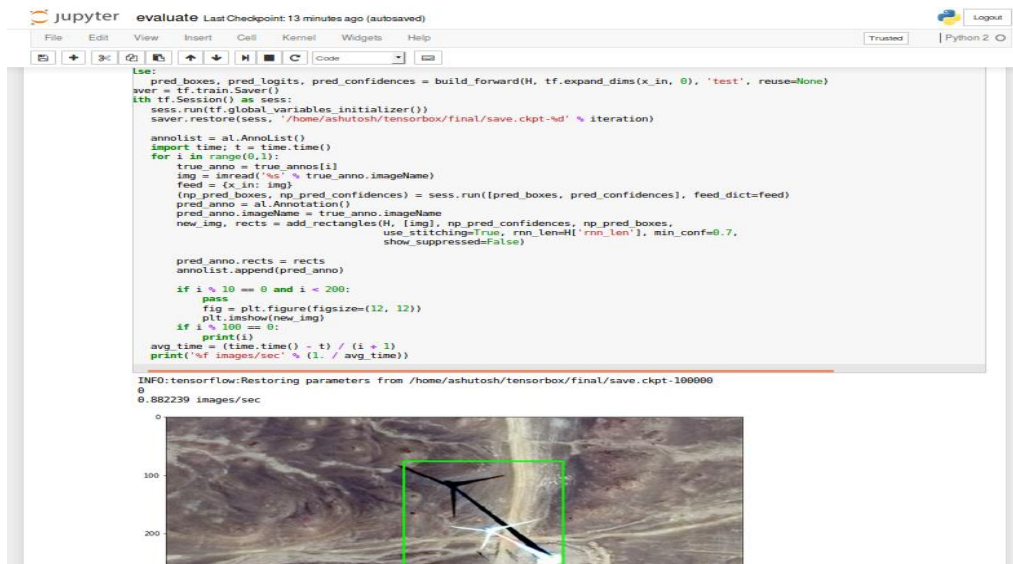 jupyter evaluate Last Checkpoint: 13 minutes ago (autosaved)
Logout
File Edit View Insert Cell Kernel Widgets Help
Trusted
Python 2
Code
lse:
pred_boxes, pred_logits, pred_confidences = build_forward(H, tf.expand_dims(x_in, 0), 'test', reuse=None)
aver = tf.train.Saver()
ith tf.Session() as sess:
sess.run(tf.global_variables_initializer())
saver.restore(sess, '/home/ashutosh/tensorbox/final/save.ckpt-%d' % iteration)
annolist = al.AnnoList()
import time; t = time.time()
for i in range(0,1):
true_anno = true_annos[i]
img = imread('%s' % true_anno.imageName)
feed = {x_in: img}
(np_pred_boxes, np_pred_confidences) = sess.run([pred_boxes, pred_confidences], feed_dict=feed)
pred_anno = al.Annotation()
pred_anno.imageName = true_anno.imageName
new_img, rects = add_rectangles(H, [img], np_pred_confidences, np_pred_boxes,
use_stitching=True, rnn_len=H['rnn_len'], min_conf=0.7,
show_suppressed=False)
pred_anno.rects = rects
annolist.append(pred_anno)
if i % 10 == 0 and i < 200:
pass
fig = plt.figure(figsize=(12, 12))
plt.imshow(new_img)
if i % 100 == 0:
print(i)
avg_time = (time.time() - t) / (i + 1)
print('%f images/sec' % (1. / avg_time))
INFO:tensorflow:Restoring parameters from /home/ashutosh/tensorbox/final/save.ckpt-100000
0
0.882239 images/sec
0
100
200